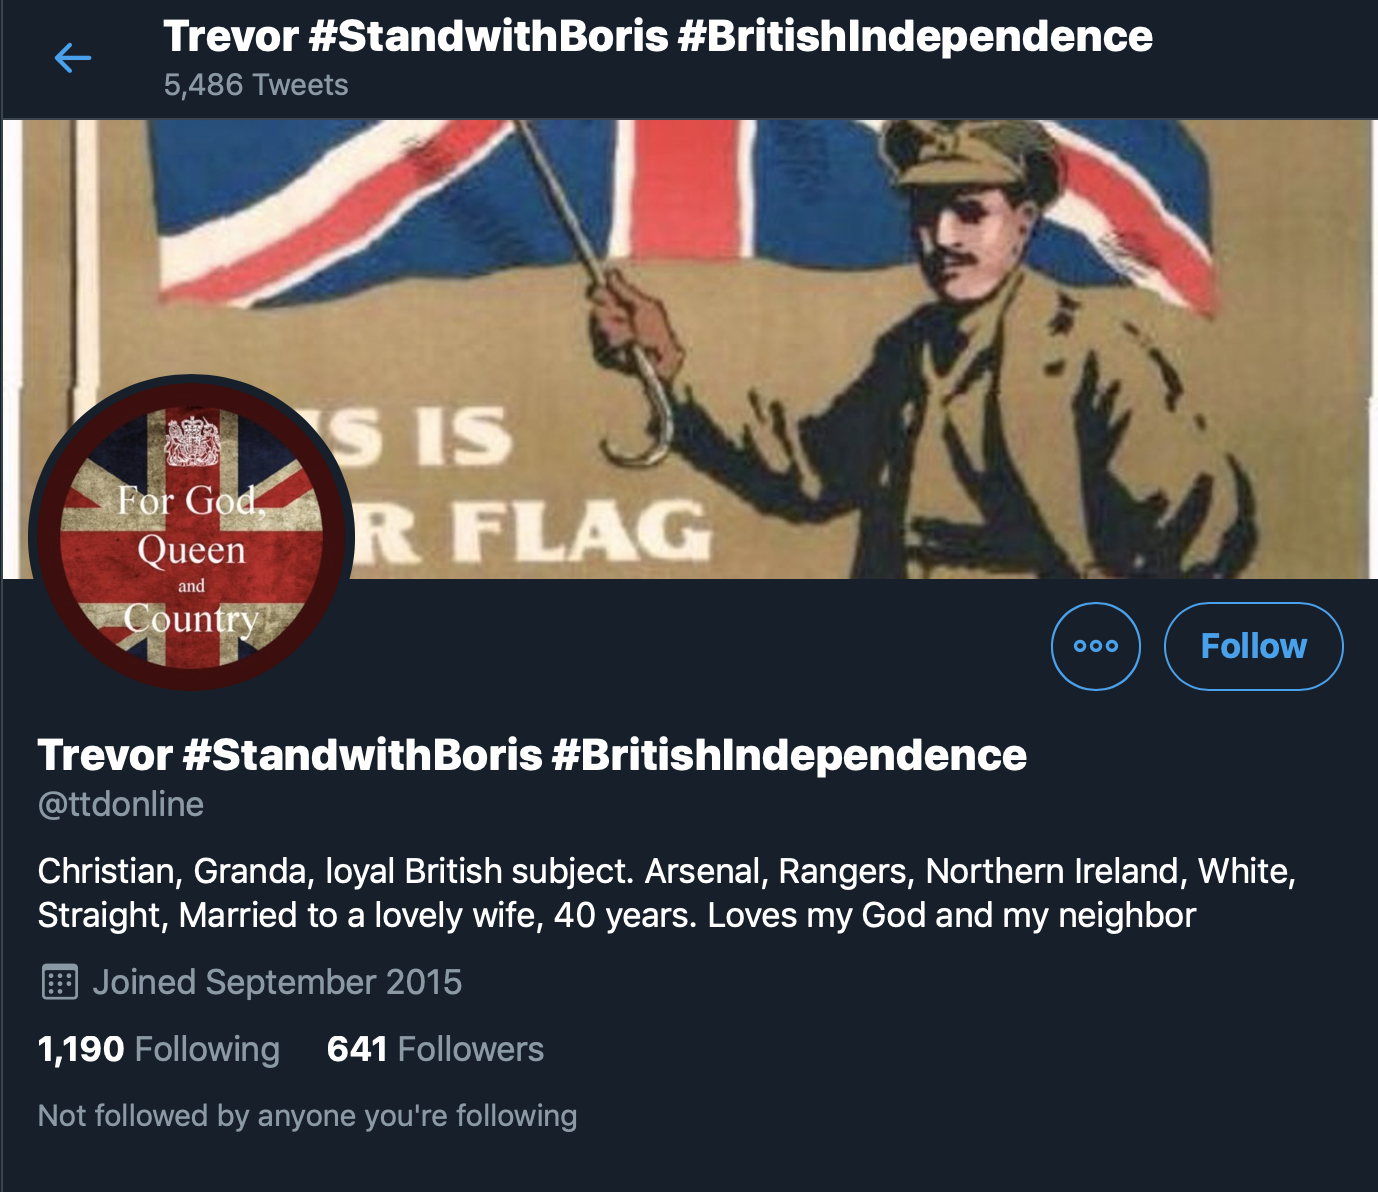 Trevor #StandwithBoris #BritishIndependence
5,486 Tweets
S IS
R FLAG
For God,
Queen
and
Country
Follow
Trevor #StandwithBoris #BritishIndependence
@ttdonline
Christian, Granda, loyal British subject. Arsenal, Rangers, Northern Ireland, White,
Straight, Married to a lovely wife, 40 years. Loves my God and my neighbor
Joined September 2015
1,190 Following 641 Followers
Not followed by anyone you're following